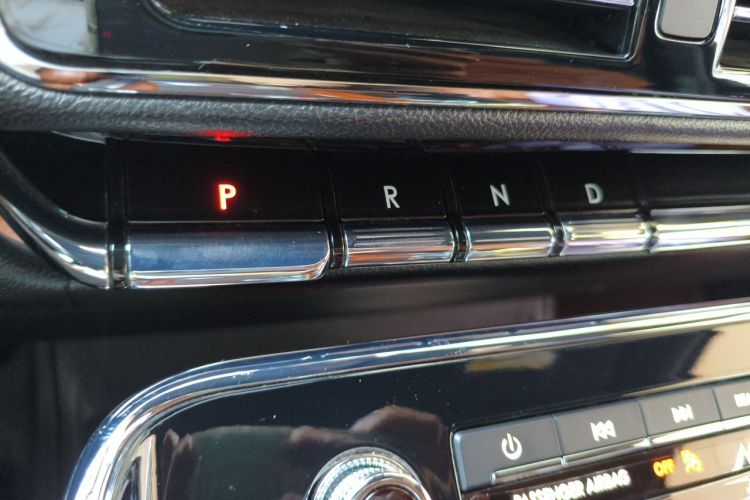 P R N D
PASSENGER AIRBAG OFF